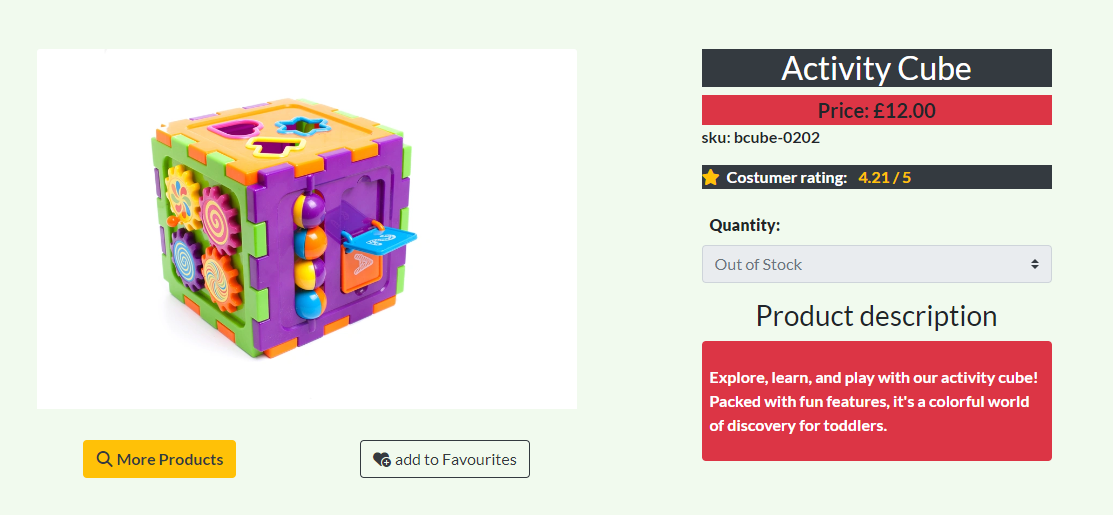 Activity Cube
Price: £12.00
sku: bcube-0202
Costumer rating: 4.21 / 5
Quantity:
Out of Stock
Product description
Explore, learn, and play with our activity cube!
Packed with fun features, it's a colorful world
of discovery for toddlers.
More Products
add to Favourites